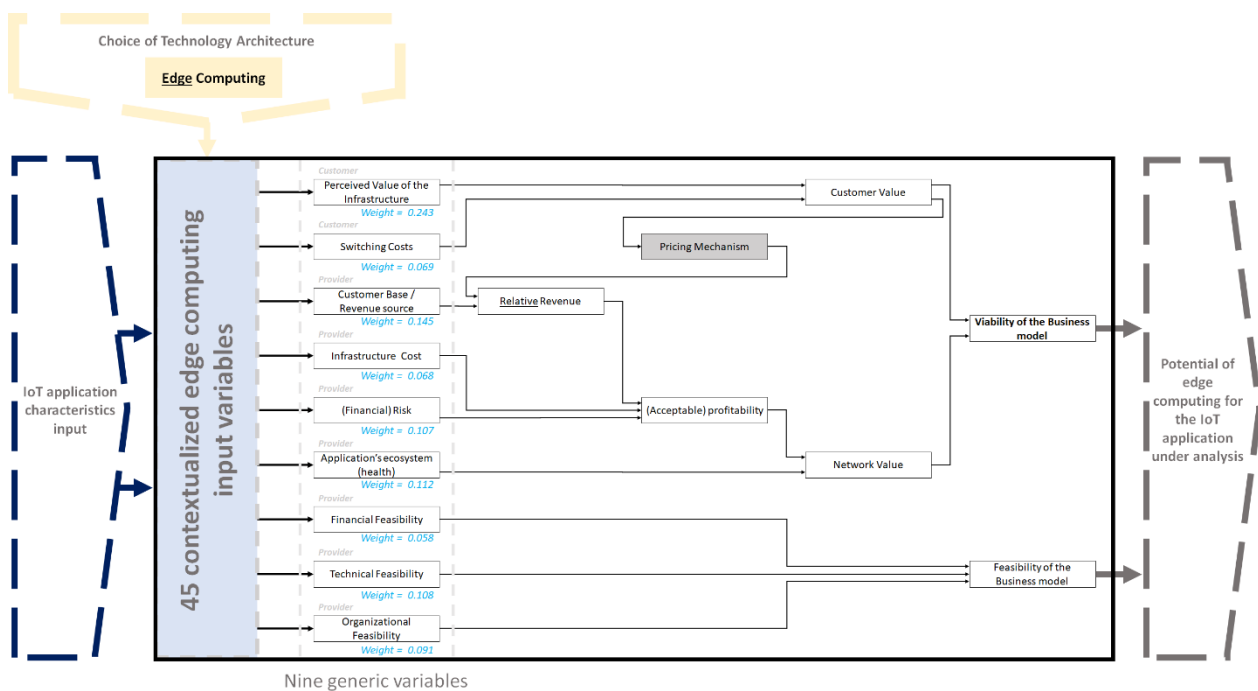 Choice of Technology Architecture
Edge Computing
IoT application
characteristics
input
45 contextualized edge computing
input variables
Customer
Perceived Value of the
Infrastructure
Weight = 0.243
Customer
Switching Costs
Weight = 0.069
Provider
Customer Base /
Revenue source
Weight = 0.145
Provider
Infrastructure Cost
Weight = 0.068
Provider
(Financial) Risk
Weight = 0.107
Provider
Application's ecosystem
(health)
Weight = 0.112
Provider
Financial Feasibility
Weight = 0.058
Provider
Technical Feasibility
Weight = 0.108
Provider
Organizational
Feasibility
Weight = 0.091
Relative Revenue
Pricing Mechanism
(Acceptable) profitability
Customer Value
Network Value
Viability of the Business
model
Feasibility of the
Business model
Potential of
edge
computing for
the IoT
application
under analysis
Nine generic variables